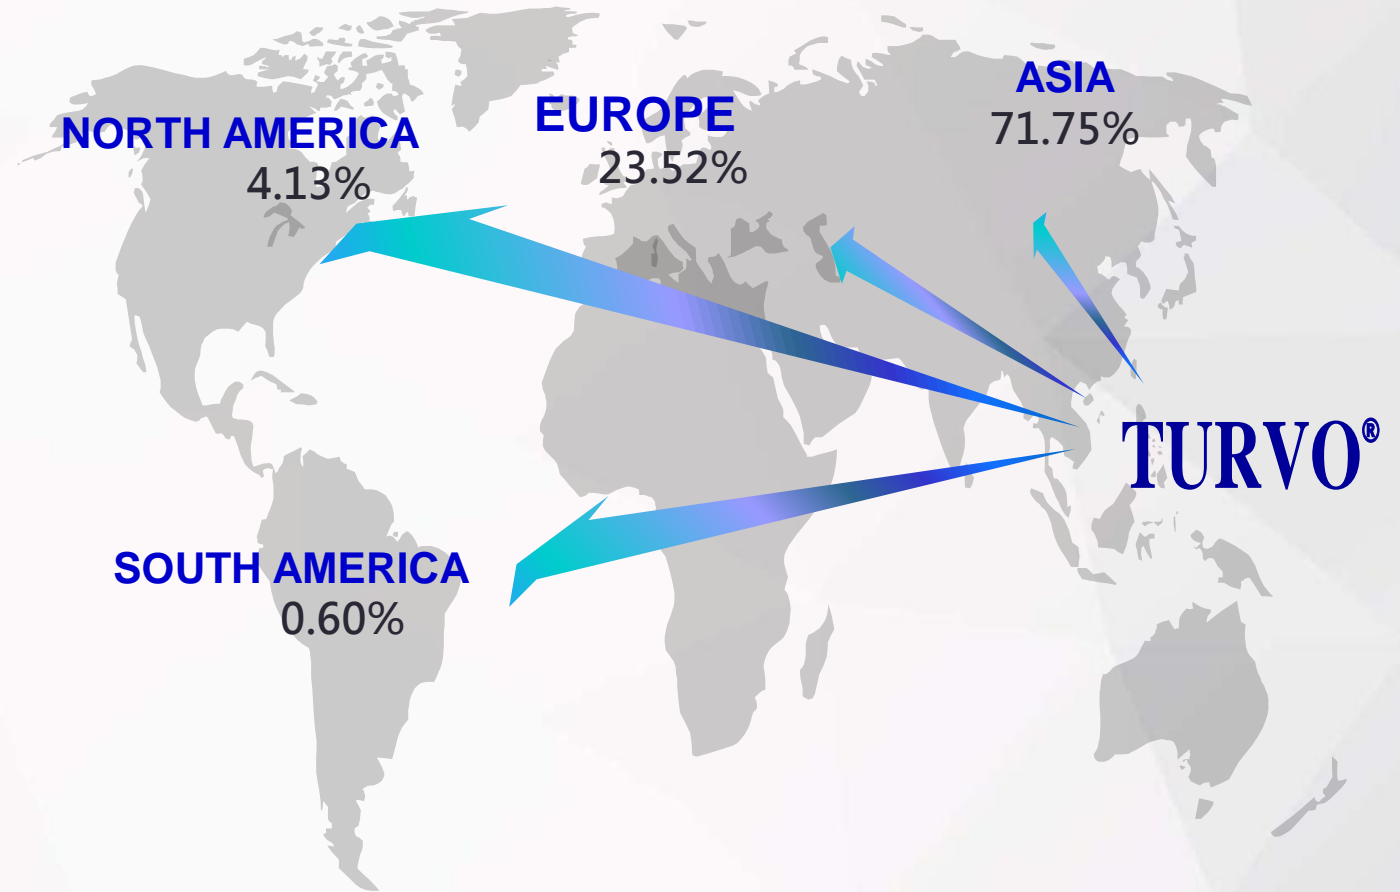 ASIA
71.75%
EUROPE
23.52%
NORTH AMERICA
4.13%
TURVO®
SOUTH AMERICA
0.60%